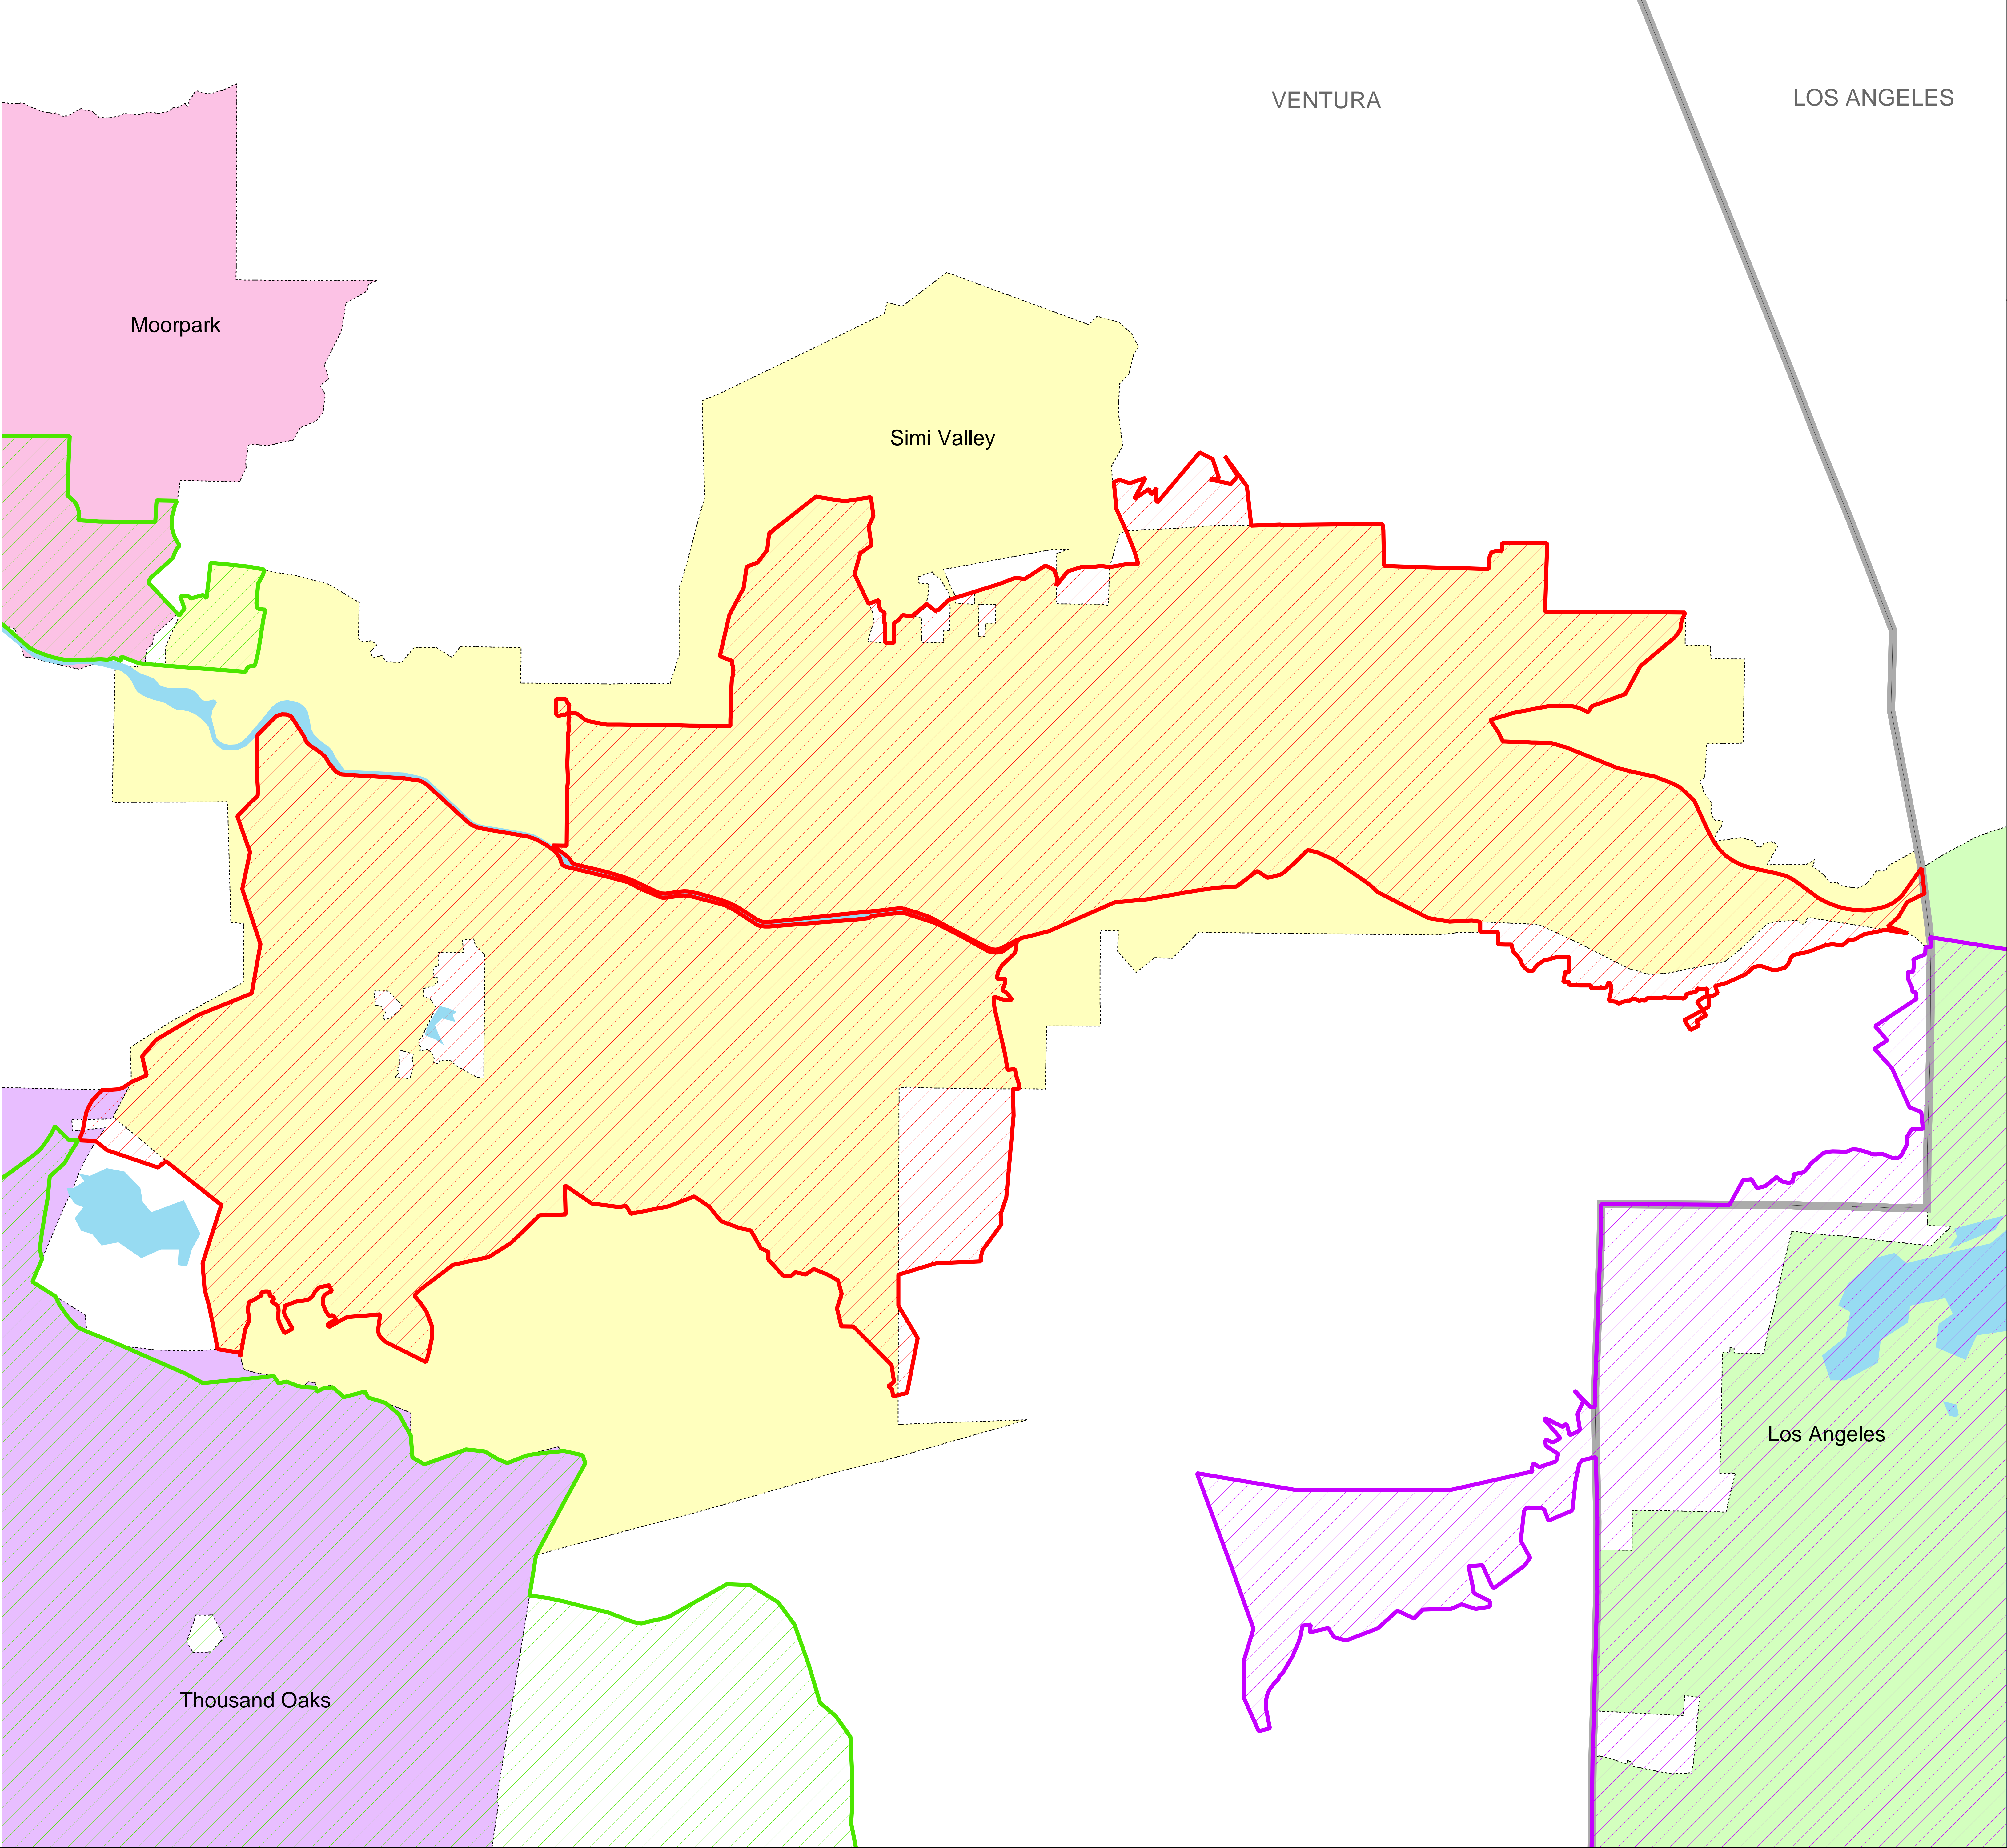 VENTURA
LOS ANGELES
Moorpark
Simi Valley
Los Angeles
Thousand Oaks